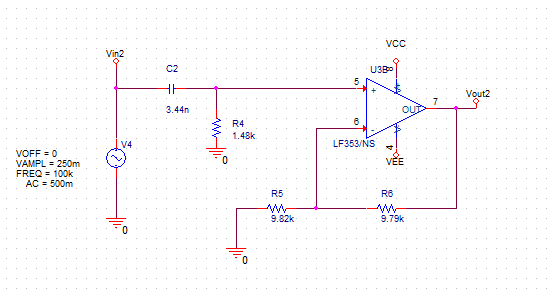 VCC
Vin2
C2
U3B
8
5
+
Vout2
3.44n
OUT
7
R4
1.48k
6
-
V4
LF353/NS
4
VEE
0
VOFF = 0
VAMPL = 250m
FREQ = 100k
AC = 500m
R5
R6
9.82k
9.79k
0
0